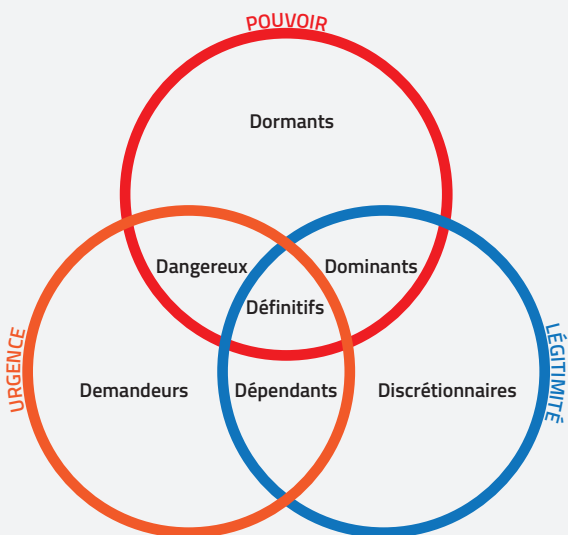 POUVOIR
Dormants
Dangereux
Dominants
Définitifs
URGENCE
LÉGITIMITÉ
Demandeurs
Dépendants
Discrétionnaires